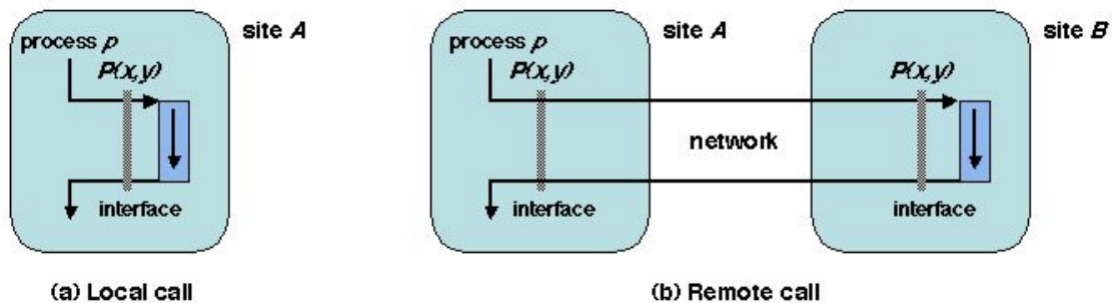 site A
process p
P(x,y)
interface
(a) Local call
site A
process p
P(x,y)
interface
network
site B
P(x,y)
interface
(b) Remote call